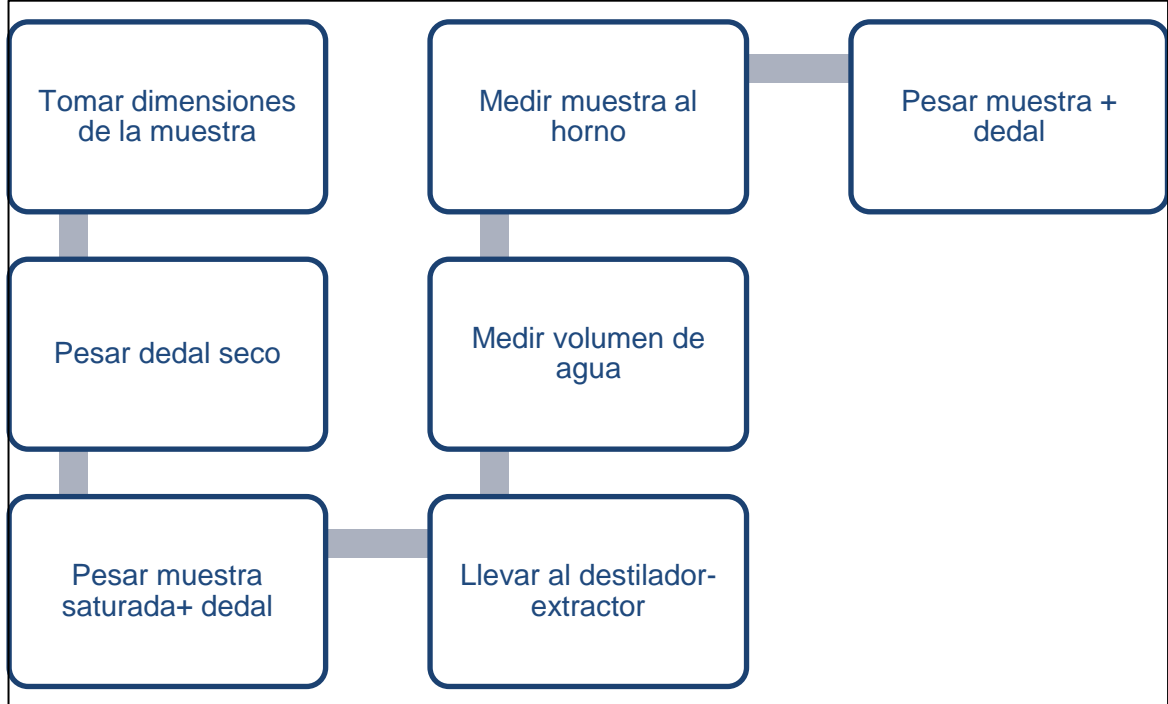 Tomar dimensiones
de la muestra
Pesar dedal seco
Pesar muestra
saturada+ dedal
Llevar al destilador-
extractor
Medir volumen de
agua
Medir muestra al
horno
Pesar muestra +
dedal